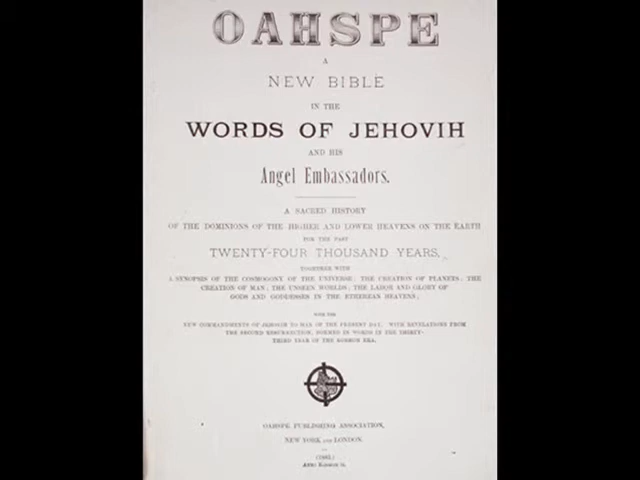 OAHSPE
A
NEW BIBLE
IN THE
WORDS OF JEHOVIH
AND HIS
Angel Embassadors.
A SACRED HISTORY
OF THE DOMINIONS OF THE HIGHER AND LOWER HEAVENS ON THE EARTH
FOR THE PAST
TWENTY-FOUR THOUSAND YEARS,
TOGETHER WITH
A SYNOPSIS OF THE COSMOGONY OF THE UNIVERSE; THE CREATION OF PLANETS; THE
CREATION OF MAN; THE UNSEEN WORLDS; THE LABOR AND GLORY OF
GODS AND GODDESSES IN THE ETHEREAN HEAVENS;
WITH THE
NEW COMMANDMENTS OF JEHOVIH TO MAN OF THE PRESENT DAY. WITH REVELATIONS FROM
THE SECOND RESURRECTION, FORMED IN WORDS IN THE THIRTY-
THIRD YEAR OF THE KOSMON ERA.
OAHSPE PUBLISHING ASSOCIATION,
NEW YORK AND LONDON.